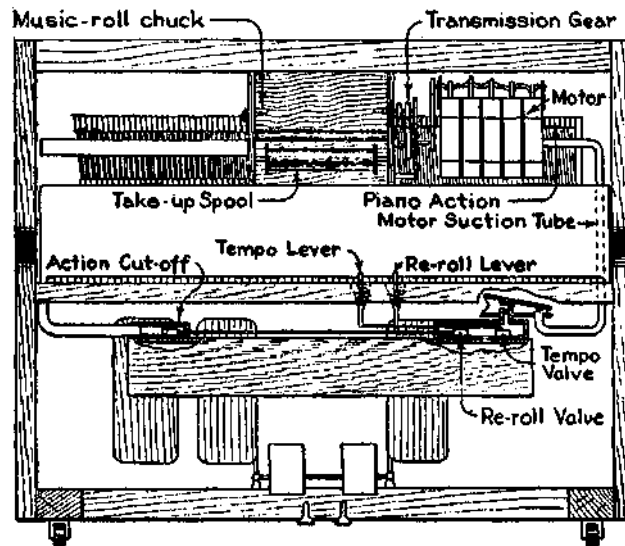 Music-roll chuck
Transmission Gear
Motor
Take-up Spool
Piano Action
Motor Suction Tube
Tempo Lever
Re-roll Lever
Action Cut-off
Tempo
Valve
Re-roll Valve